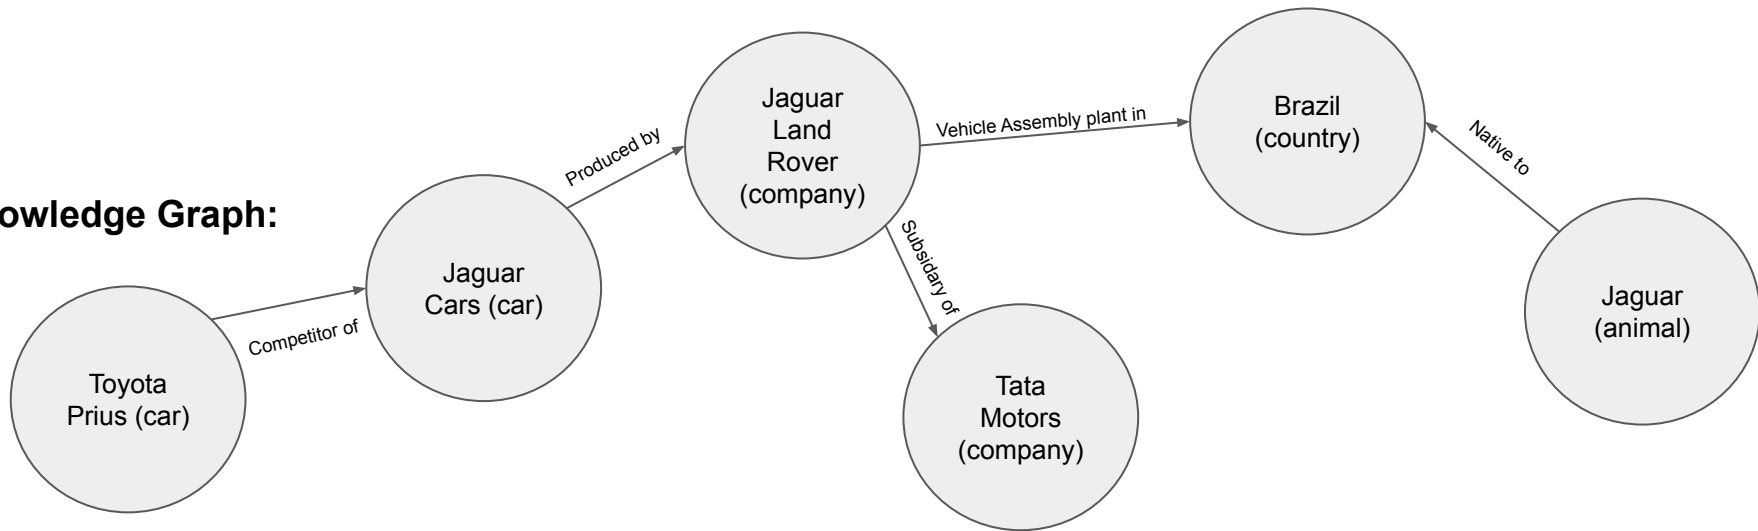 owledge Graph:
Toyota
Prius (car)
Competitor of
Jaguar
Cars (car)
Produced by
Jaguar
Land
Rover
(company)
Vehicle Assembly plant in
Subsidary of
Tata
Motors
(company)
Brazil
(country)
Native to
Jaguar
(animal)